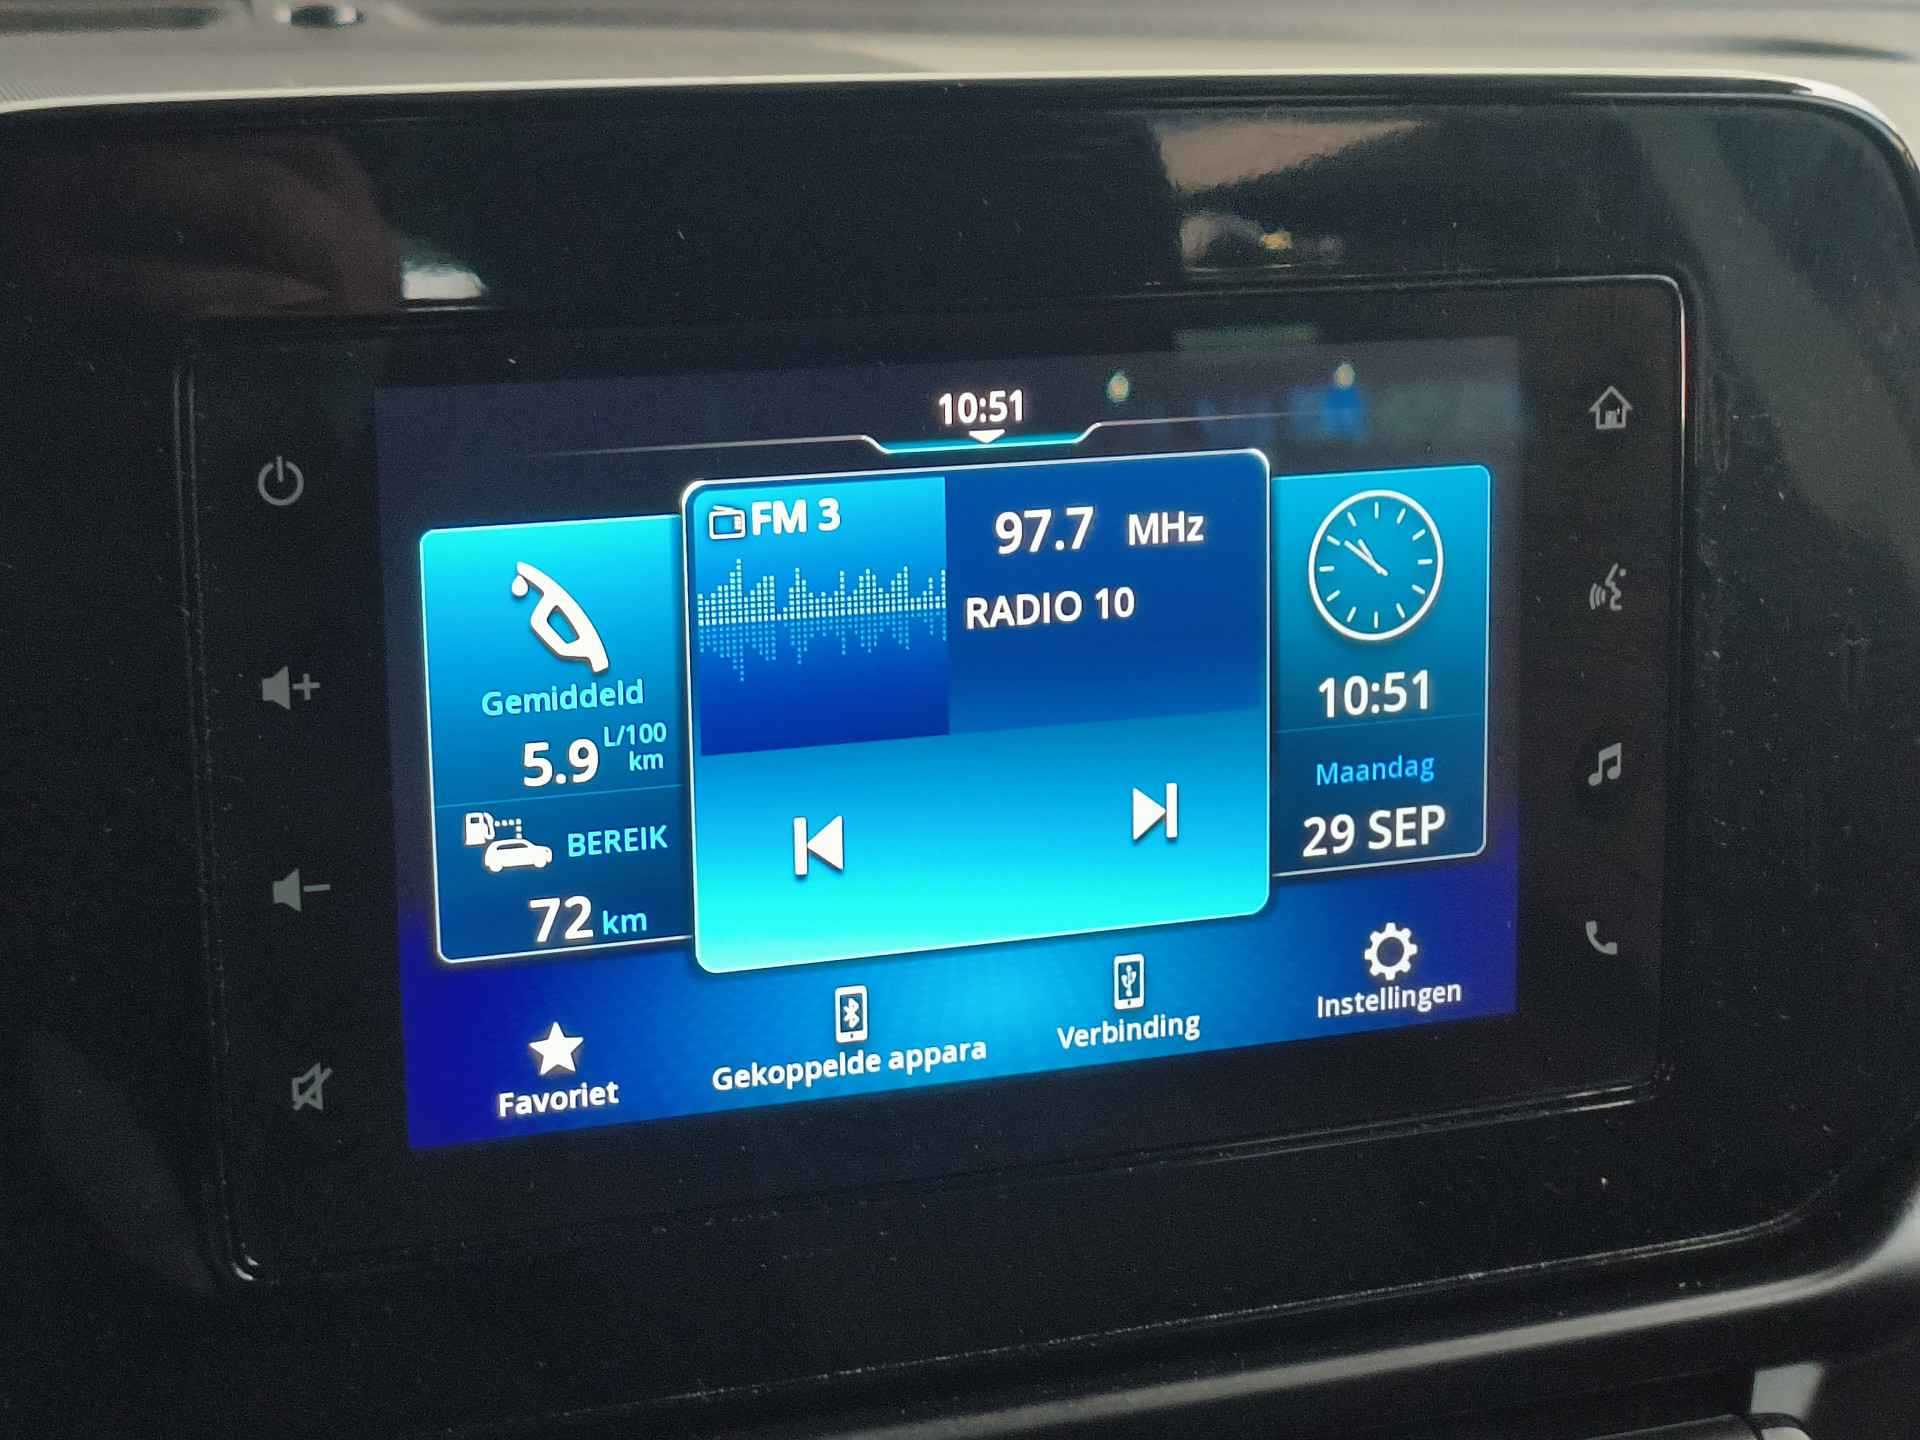 10:51
FM 3
97.7 MHz
RADIO 10
Gemiddeld
5.9 L/100
km
BEREIK
72 km
10:51
Maandag
29 SEP
Favoriet
Gekoppelde appara
Verbinding
Instellingen